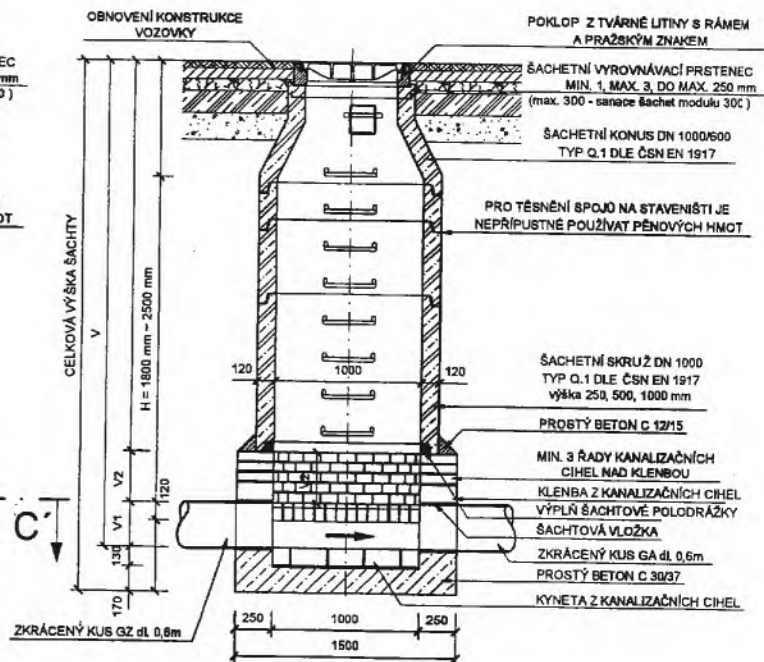 OBNOVENÍ KONSTRUKCE
VOZOVKY
POKLOP Z TVÁRNÉ LITINY S RÁMEM
A PRAŽSKÝM ZNAKEM
EC
mm
)
ŠACHETNÍ VYROVNÁVACÍ PRSTENEC
MIN. 1, MAX. 3, DO MAX. 250 mm
(max. 300 - sanace šachet modulu 300 )
ŠACHETNÍ KONUS DN 1000/600
TYP Q.1 DLE ČSN EN 1917
OT
PRO TĚSNĚNÍ SPOJŮ NA STAVENIŠTI JE
NEPŘÍPUSTNÉ POUŽÍVAT PĚNOVÝCH HMOT
CELKOVÁ VÝŠKA ŠACHTY
V
H = 1800 mm – 2500 mm
120
1000
120
ŠACHETNÍ SKRUŽ DN 1000
TYP Q.1 DLE ČSN EN 1917
výška 250, 500, 1000 mm
PROSTÝ BETON C 12/15
MIN. 3 ŘADY KANALIZAČNÍCH
CIHEL NAD KLENBOU
V2
V2
120
KLENBA Z KANALIZAČNÍCH CIHEL
VÝPLŇ ŠACHTOVÉ POLODRÁŽKY
C´
V1
ŠACHTOVÁ VLOŽKA
130
ZKRÁCENÝ KUS GA dl. 0,6m
PROSTÝ BETON C 30/37
170
KYNETA Z KANALIZAČNÍCH CIHEL
250
1000
250
ZKRÁCENÝ KUS GZ dl. 0,6m
1500